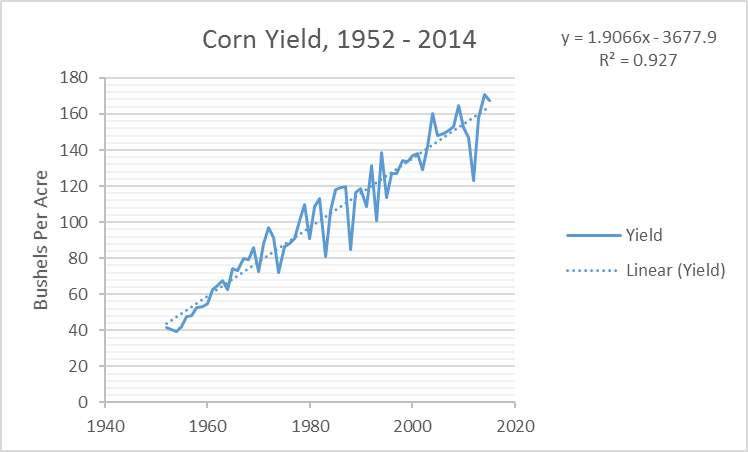 Corn Yield, 1952 - 2014
y = 1.9066x - 3677.9
R² = 0.927
Bushels Per Acre
180
160
140
120
100
80
60
40
20
0
1940 1960 1980 2000 2020
Yield
Linear (Yield)